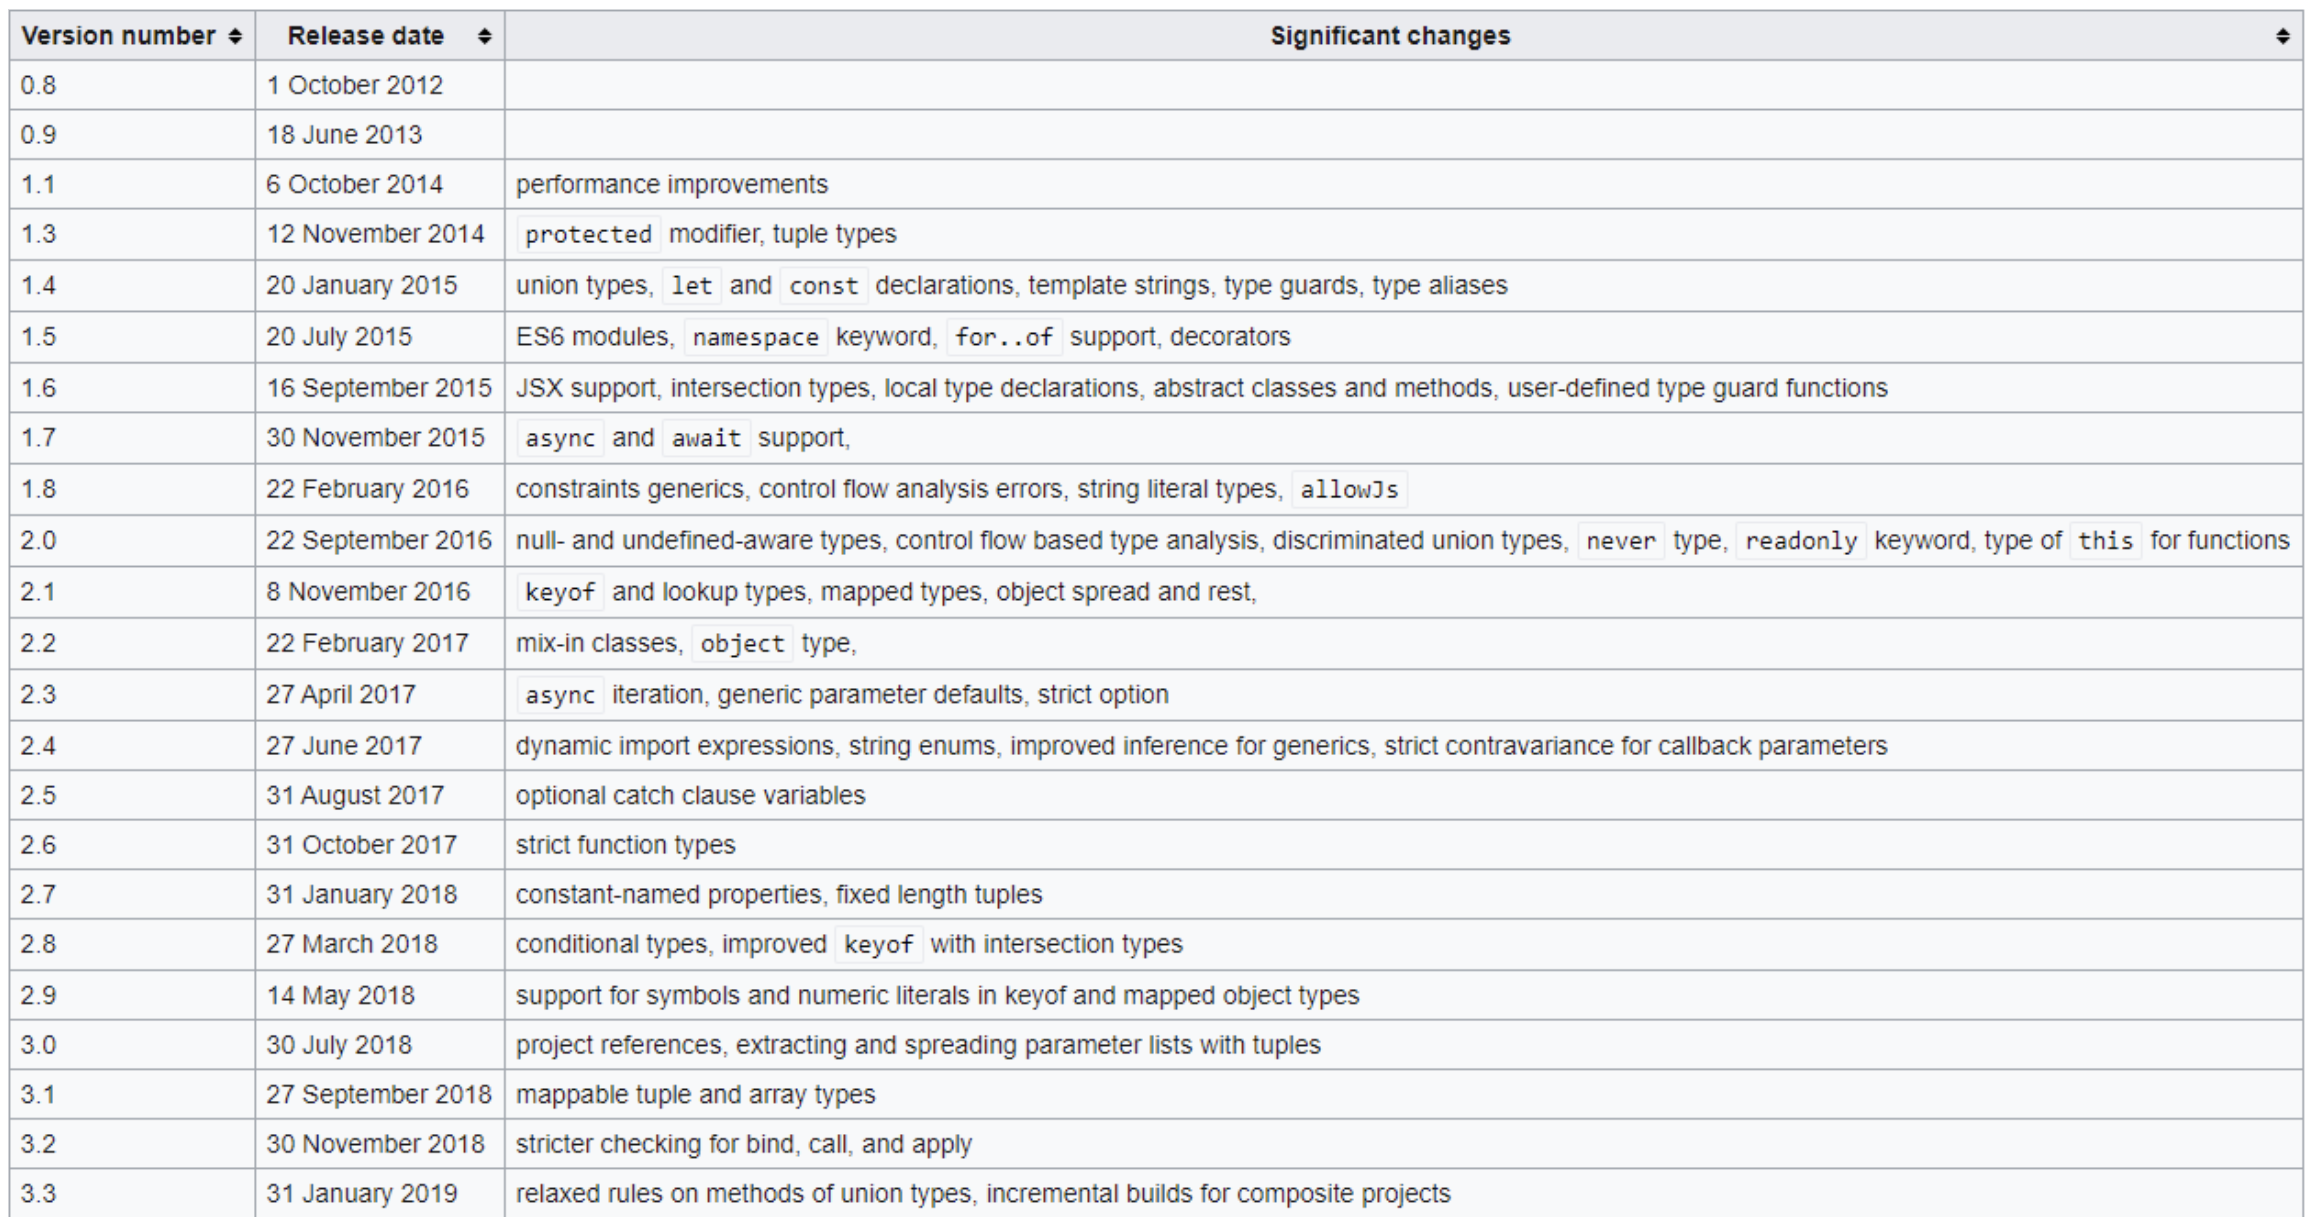 Version number Release date Significant changes
0.8 1 October 2012
0.9 18 June 2013
1.1 6 October 2014 performance improvements
1.3 12 November 2014 protected modifier, tuple types
1.4 20 January 2015 union types, let and const declarations, template strings, type guards, type aliases
1.5 20 July 2015 ES6 modules, namespace keyword, for..of support, decorators
1.6 16 September 2015 JSX support, intersection types, local type declarations, abstract classes and methods, user-defined type guard functions
1.7 30 November 2015 async and await support,
1.8 22 February 2016 constraints generics, control flow analysis errors, string literal types, allowJs
2.0 22 September 2016 null- and undefined-aware types, control flow based type analysis, discriminated union types, never type, readonly keyword, type of this for functions
2.1 8 November 2016 keyof and lookup types, mapped types, object spread and rest,
2.2 22 February 2017 mix-in classes, object type,
2.3 27 April 2017 async iteration, generic parameter defaults, strict option
2.4 27 June 2017 dynamic import expressions, string enums, improved inference for generics, strict contravariance for callback parameters
2.5 31 August 2017 optional catch clause variables
2.6 31 October 2017 strict function types
2.7 31 January 2018 constant-named properties, fixed length tuples
2.8 27 March 2018 conditional types, improved keyof with intersection types
2.9 14 May 2018 support for symbols and numeric literals in keyof and mapped object types
3.0 30 July 2018 project references, extracting and spreading parameter lists with tuples
3.1 27 September 2018 mappable tuple and array types
3.2 30 November 2018 stricter checking for bind, call, and apply
3.3 31 January 2019 relaxed rules on methods of union types, incremental builds for composite projects